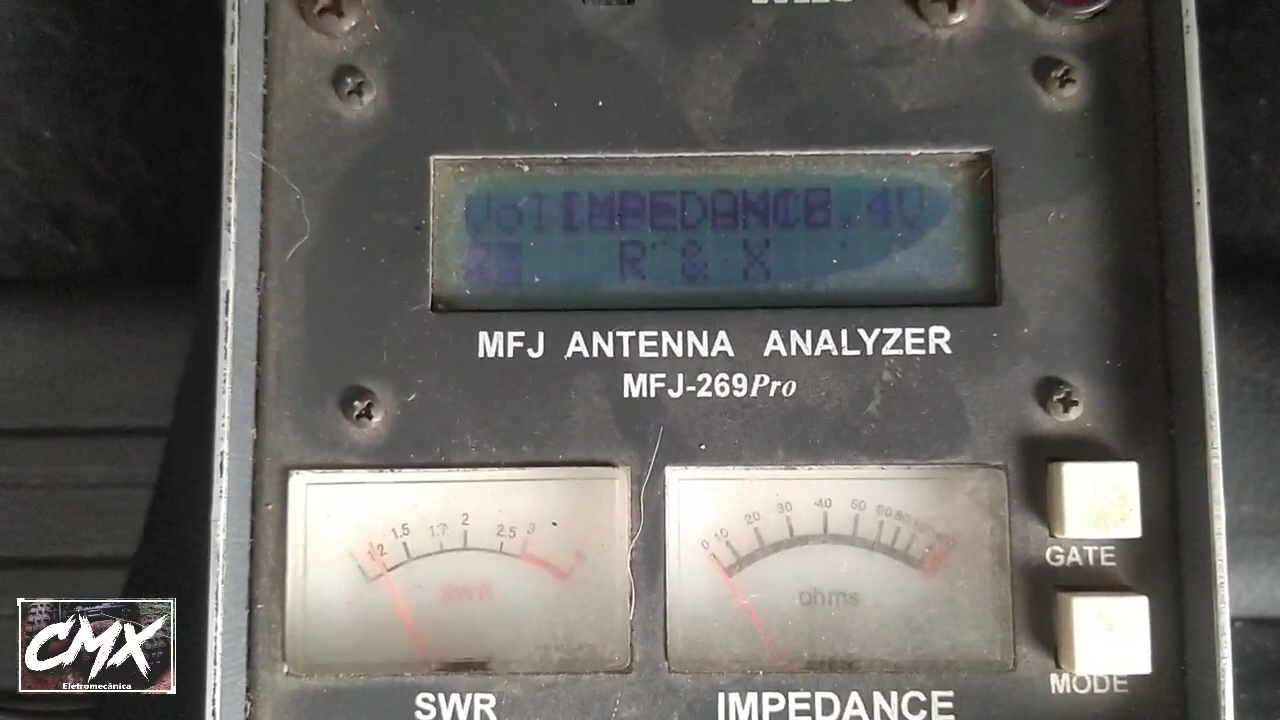 IMPEDANCE
R & X
MFJ ANTENNA ANALYZER
MFJ-269Pro
1.2 1.5 1.7 2 2.5 3
SWR
0 10 20 30 40 50 60 80
ohms
GATE
MODE
SWR
IMPEDANCE
CMX
Eletromecânica